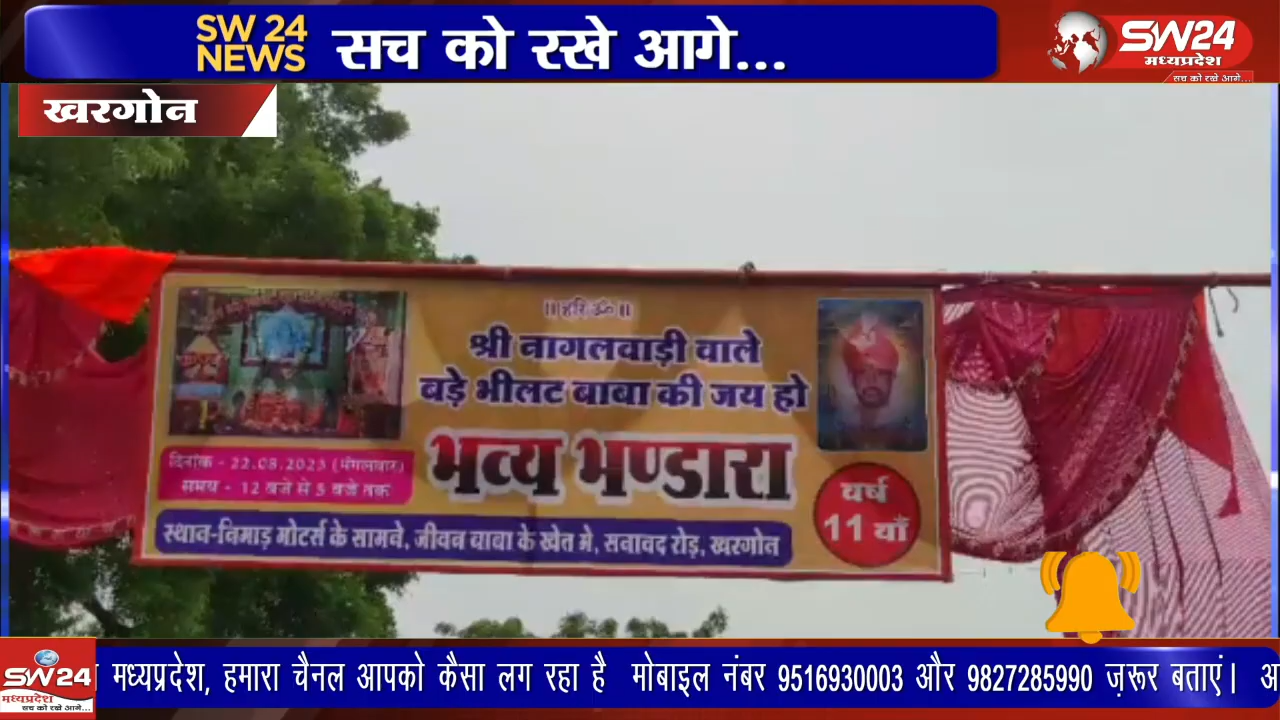 SW 24
NEWS
सच को रखे आगे...
SW24
मध्यप्रदेश
सच को रखे आगे...
खरगोन
॥ हरि ॐ ॥
श्री नागलवाड़ी वाले
बड़े भीलट बाबा की जय हो
भव्य भण्डारा
दिनांक - 22.08.2023 (मंगलवार)
समय - 12 बजे से 5 बजे तक
वर्ष
11 वाँ
स्थान-निमाड़ मोटर्स के सामने, जीवन बाबा के खेत मे, सनावद रोड़, खरगोन
SW24
मध्यप्रदेश
सच को रखे आगे...
मध्यप्रदेश, हमारा चैनल आपको कैसा लग रहा है मोबाइल नंबर 9516930003 और 9827285990 ज़रूर बताएं।